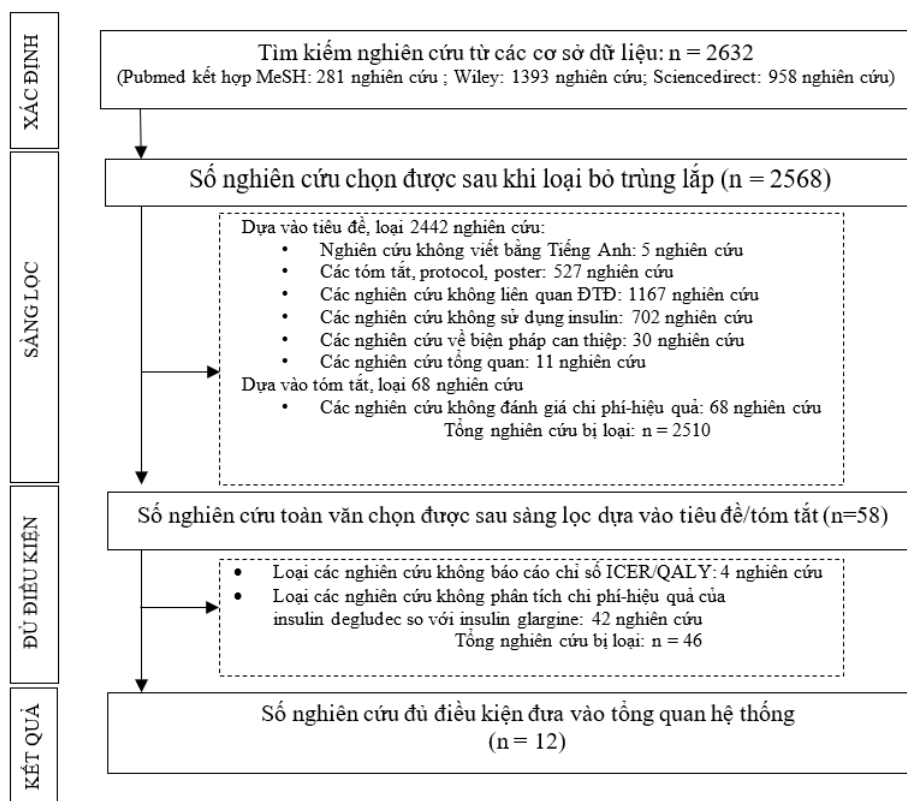 XÁC ĐỊNH
Tìm kiếm nghiên cứu từ các cơ sở dữ liệu: n = 2632
(Pubmed kết hợp MeSH: 281 nghiên cứu ; Wiley: 1393 nghiên cứu; Sciencedirect: 958 nghiên cứu)
SÀNG LỌC
Số nghiên cứu chọn được sau khi loại bỏ trùng lắp (n = 2568)
Dựa vào tiêu đề, loại 2442 nghiên cứu:
• Nghiên cứu không viết bằng Tiếng Anh: 5 nghiên cứu
• Các tóm tắt, protocol, poster: 527 nghiên cứu
• Các nghiên cứu không liên quan ĐTĐ: 1167 nghiên cứu
• Các nghiên cứu không sử dụng insulin: 702 nghiên cứu
• Các nghiên cứu về biện pháp can thiệp: 30 nghiên cứu
• Các nghiên cứu tổng quan: 11 nghiên cứu
Dựa vào tóm tắt, loại 68 nghiên cứu
• Các nghiên cứu không đánh giá chi phí-hiệu quả: 68 nghiên cứu
Tổng nghiên cứu bị loại: n = 2510
ĐỦ ĐIỀU KIỆN
Số nghiên cứu toàn văn chọn được sau sàng lọc dựa vào tiêu đề/tóm tắt (n=58)
• Loại các nghiên cứu không báo cáo chỉ số ICER/QALY: 4 nghiên cứu
• Loại các nghiên cứu không phân tích chi phí-hiệu quả của
insulin degludec so với insulin glargine: 42 nghiên cứu
Tổng nghiên cứu bị loại: n = 46
KẾT QUẢ
Số nghiên cứu đủ điều kiện đưa vào tổng quan hệ thống
(n = 12)